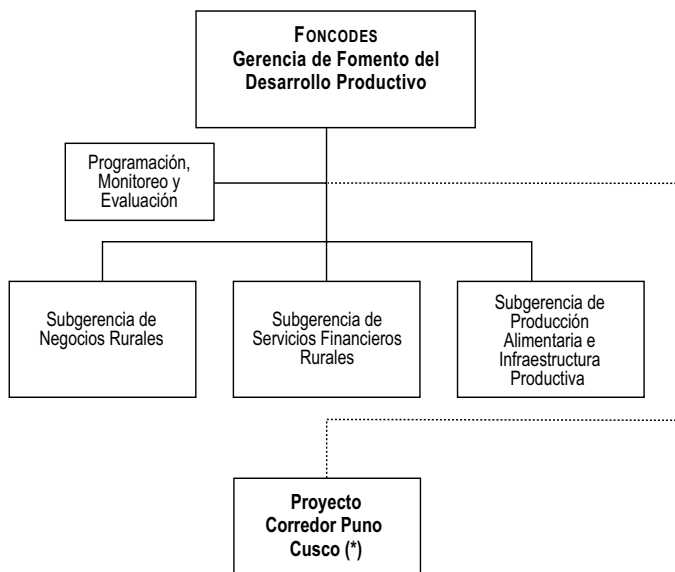 FONCODES
Gerencia de Fomento del
Desarrollo Productivo
Programación,
Monitoreo y
Evaluación
Subgerencia de
Negocios Rurales
Subgerencia de
Servicios Financieros
Rurales
Subgerencia de
Producción
Alimentaria e
Infraestructura
Productiva
Proyecto
Corredor Puno
Cusco (*)